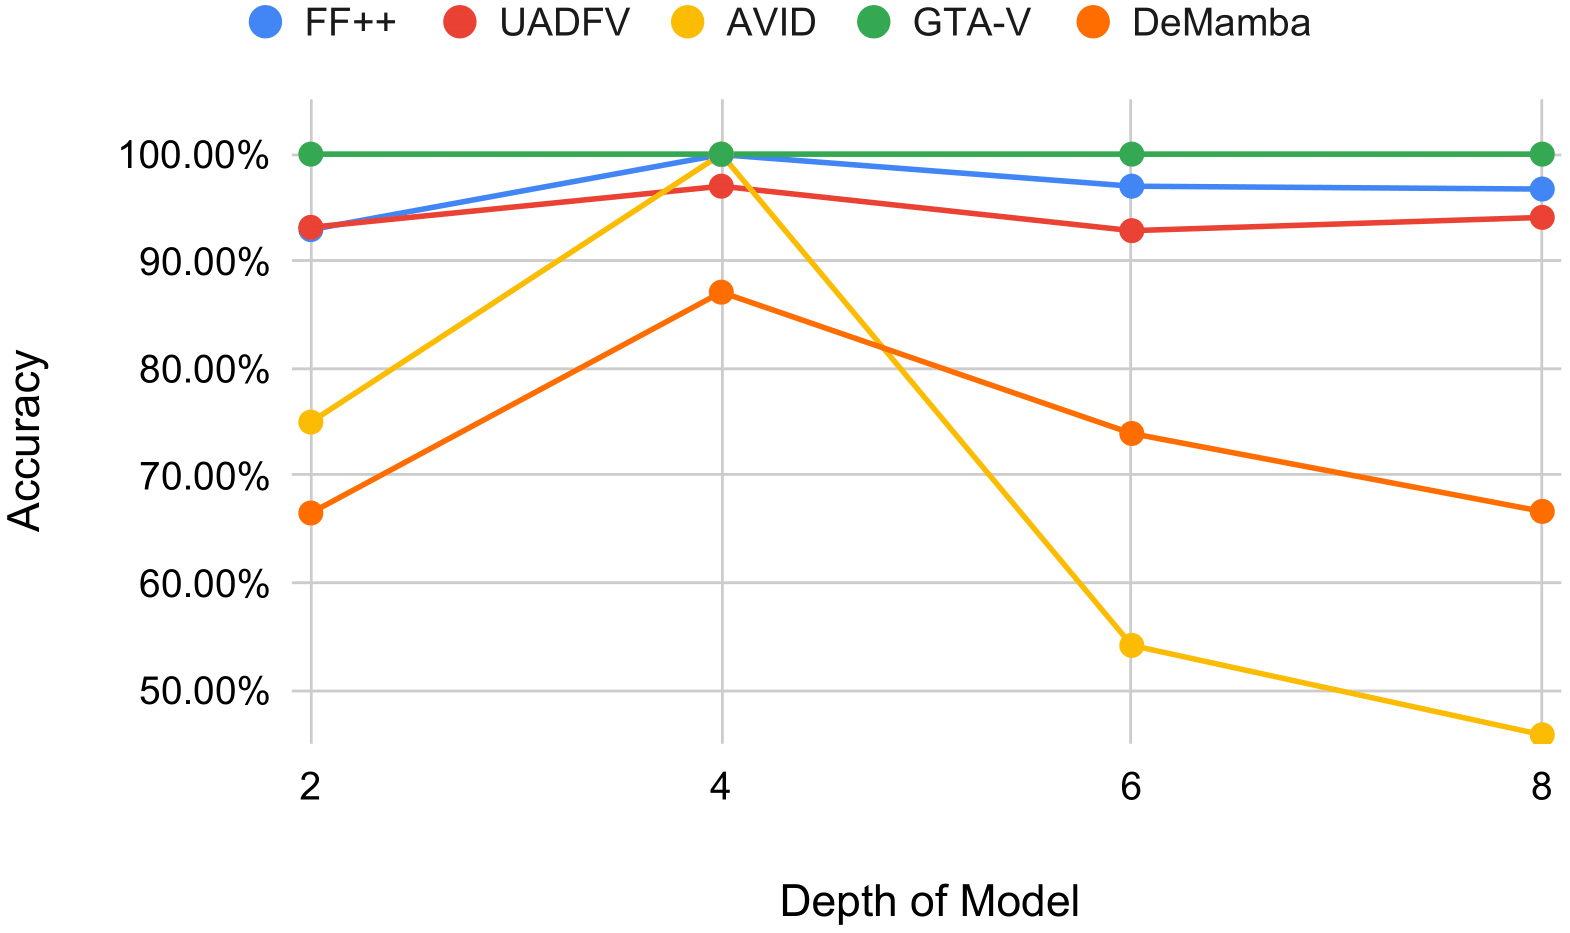 FF++ UADFV AVID GTA-V DeMamba
100.00%
90.00%
80.00%
70.00%
60.00%
50.00%
Accuracy
2 4 6 8
Depth of Model